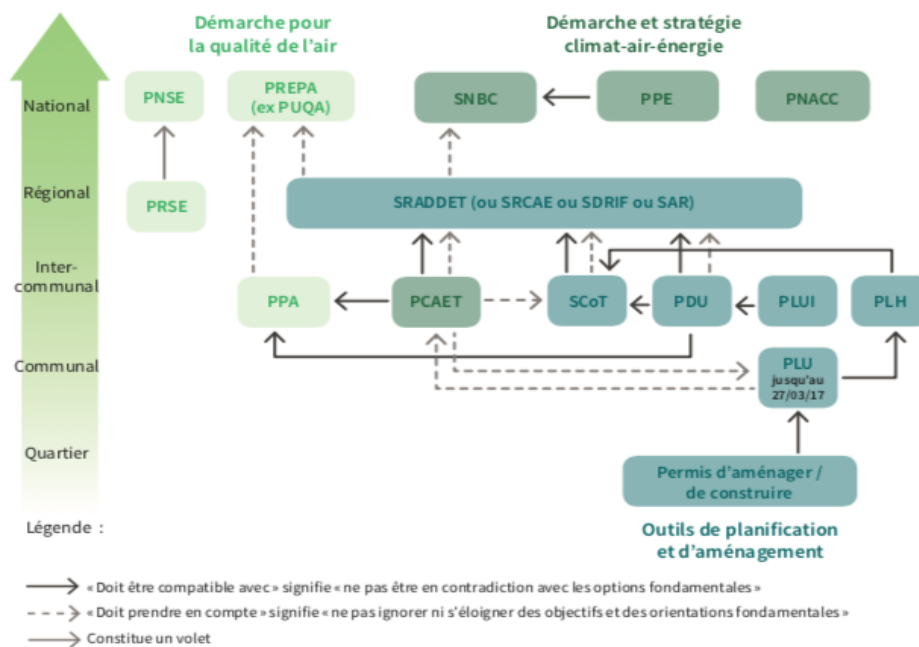 Démarche pour
la qualité de l'air
Démarche et stratégie
climat-air-énergie
National
PNSE
PREPA
(ex PUQA)
SNBC
PPE
PNACC
Régional
PRSE
SRADDET (ou SRCAE ou SDRIF ou SAR)
Inter-
communal
PPA
PCAET
SCoT
PDU
PLUI
PLH
Communal
PLU
jusqu'au
27/03/17
Quartier
Permis d'aménager /
de construire
Légende :
Outils de planification
et d'aménagement
« Doit être compatible avec » signifie « ne pas être en contradiction avec les options fondamentales »
« Doit prendre en compte » signifie « ne pas ignorer ni s'éloigner des objectifs et des orientations fondamentales »
Constitue un volet